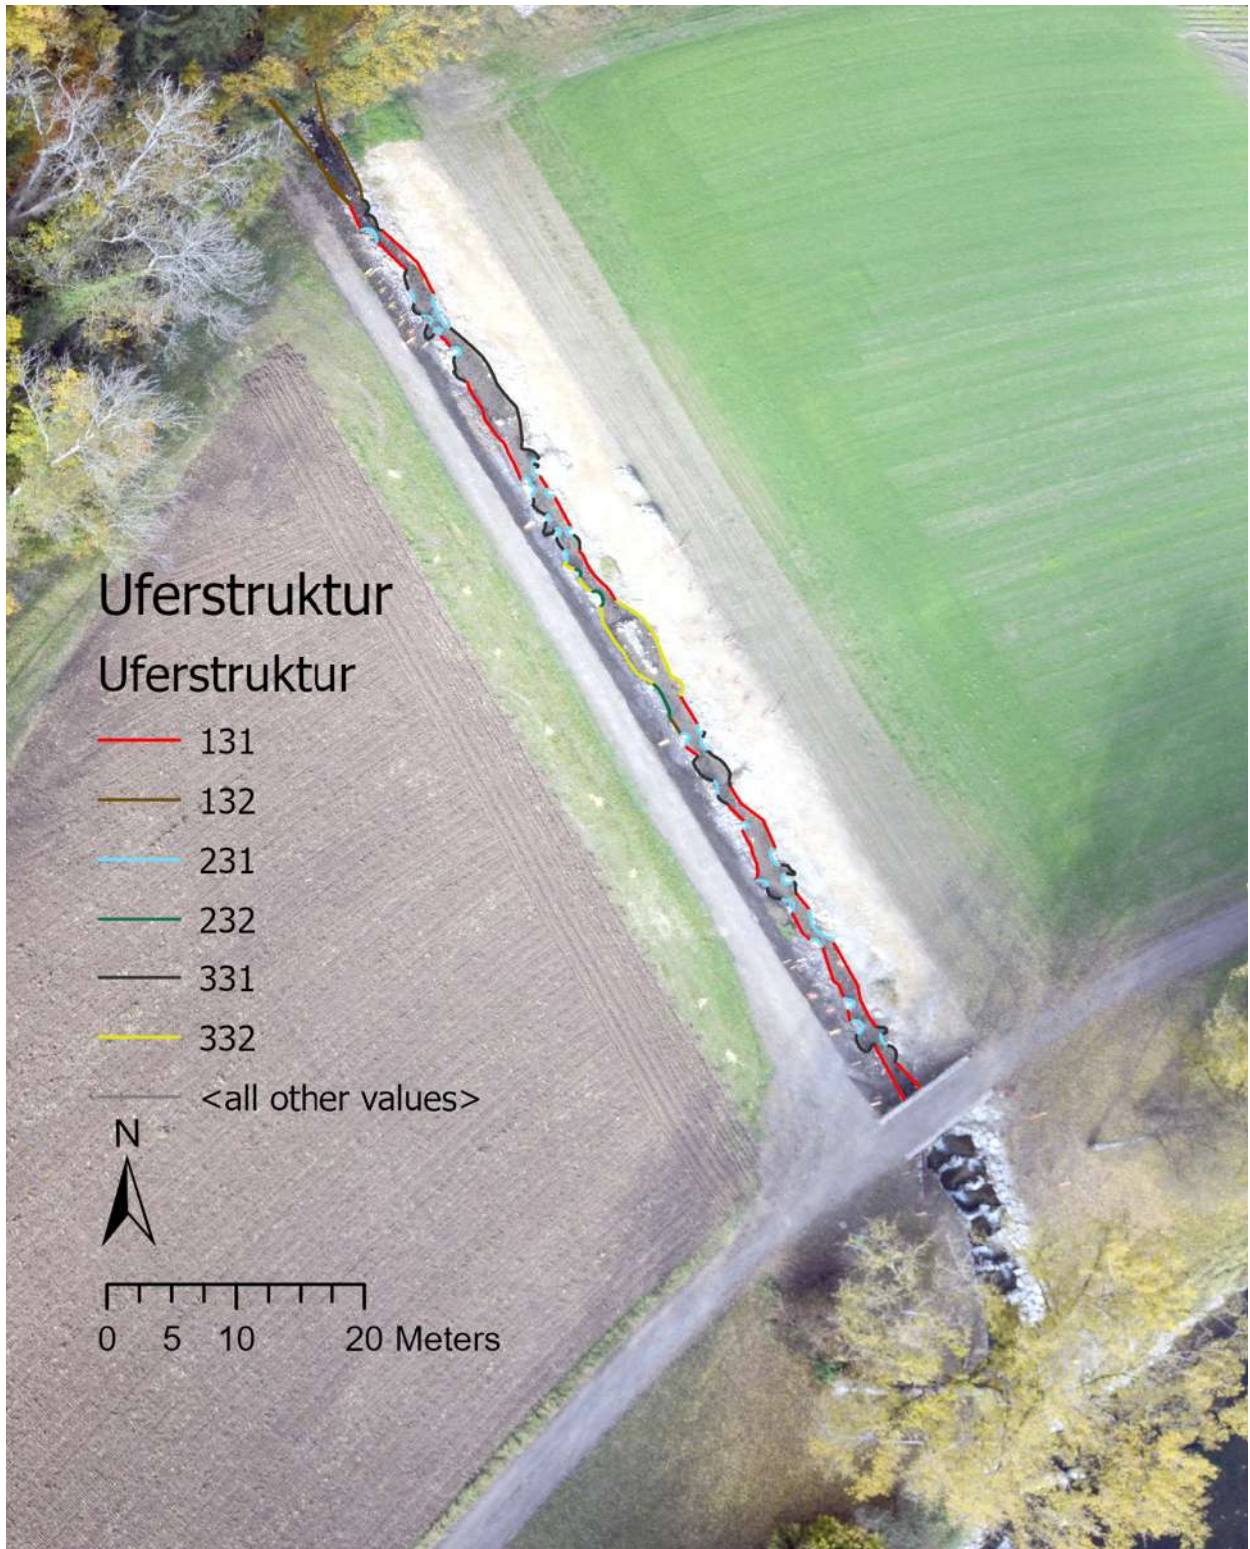 Uferstruktur
Uferstruktur
131
132
231
232
331
332
<all other values>
N
0 5 10 20 Meters